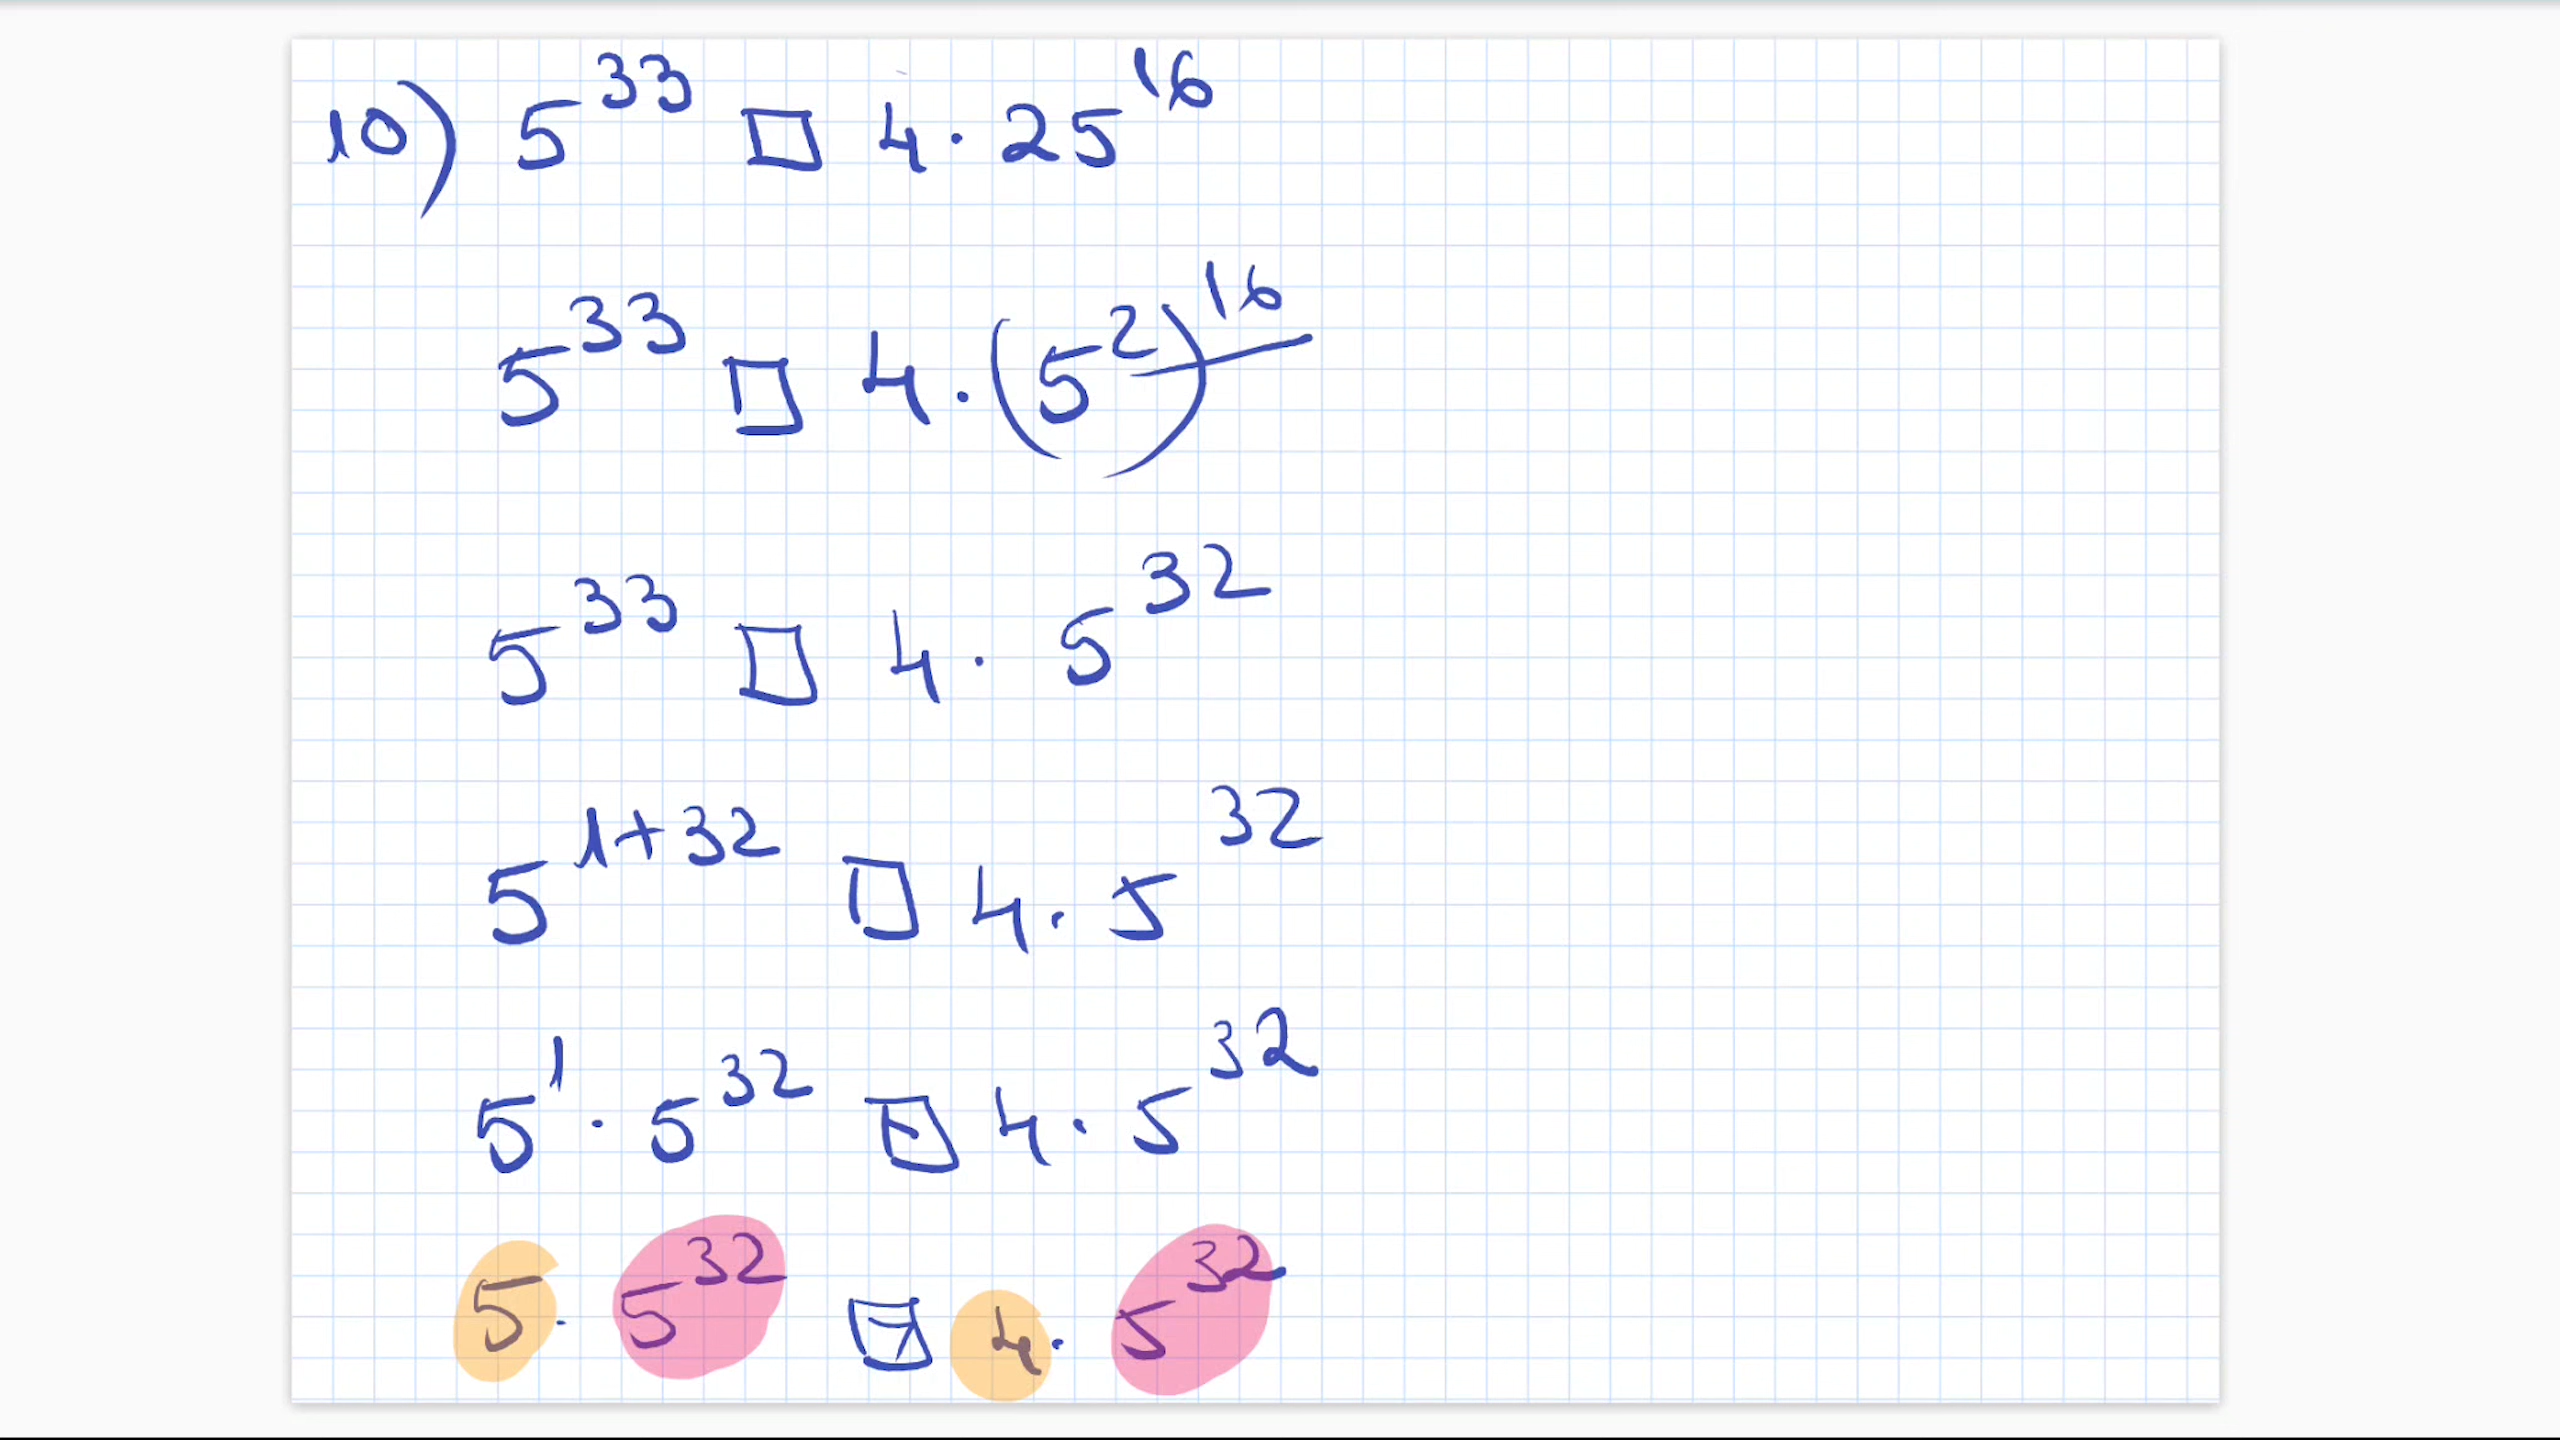 10) 5^33 □ 4·25^16
5^33 □ 4·(5^2)^16
5^33 □ 4·5^32
5^1+32 □ 4·5^32
5^1·5^32 □ 4·5^32
5·5^32 > 4·5^32